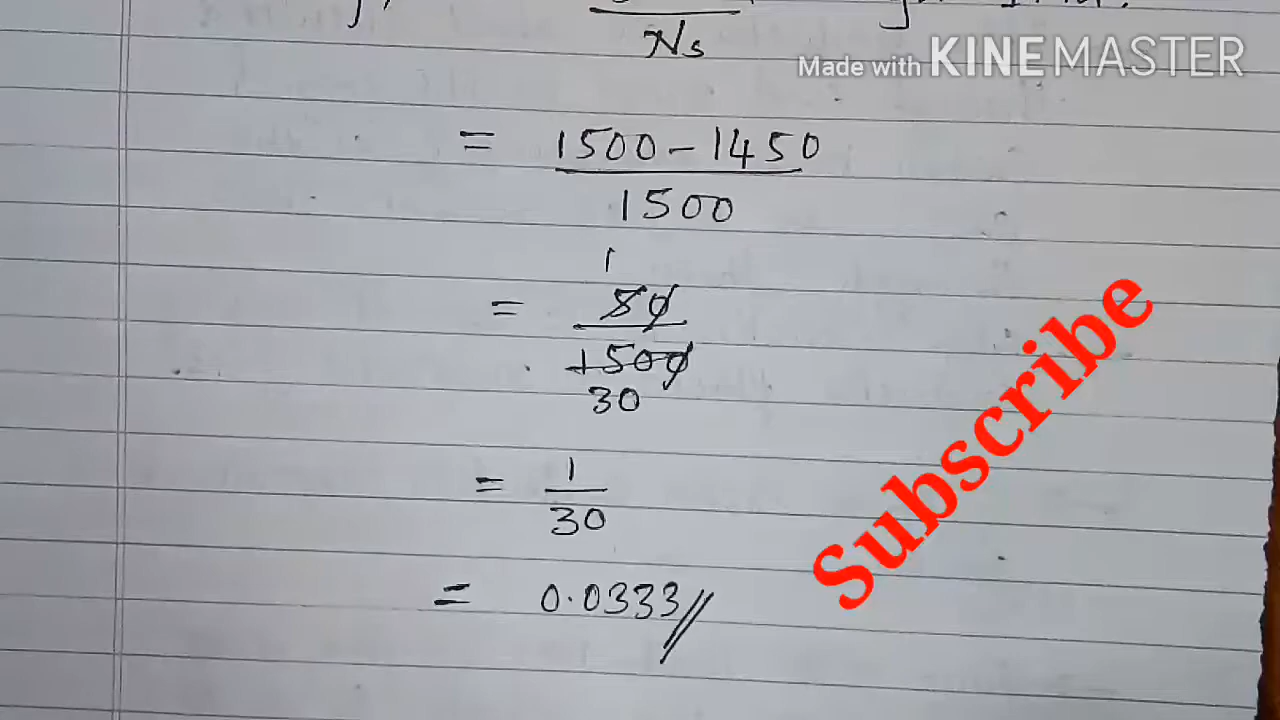 Ns
Made with KINEMASTER
= 1500 - 1450
1500
1
= 50
1500
30
= 1
30
= 0.0333//
Subscribe